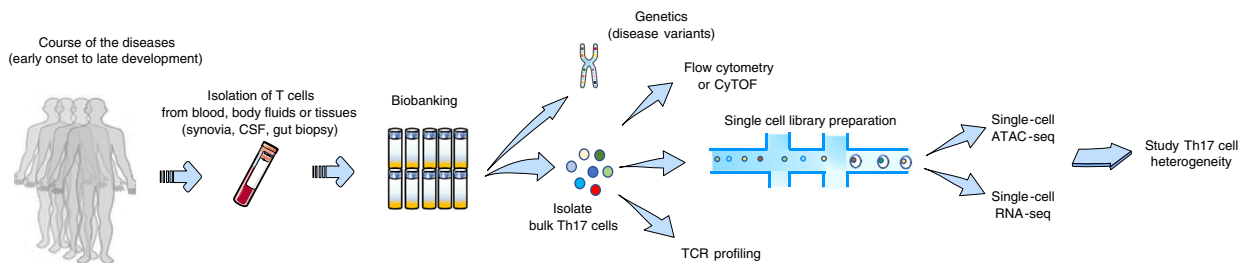 Course of the diseases
(early onset to late development)
Isolation of T cells
from blood, body fluids or tissues
(synovia, CSF, gut biopsy)
Biobanking
Genetics
(disease variants)
Isolate
bulk Th17 cells
Flow cytometry
or CyTOF
TCR profiling
Single cell library preparation
Single-cell
ATAC-seq
Single-cell
RNA-seq
Study Th17 cell
heterogeneity